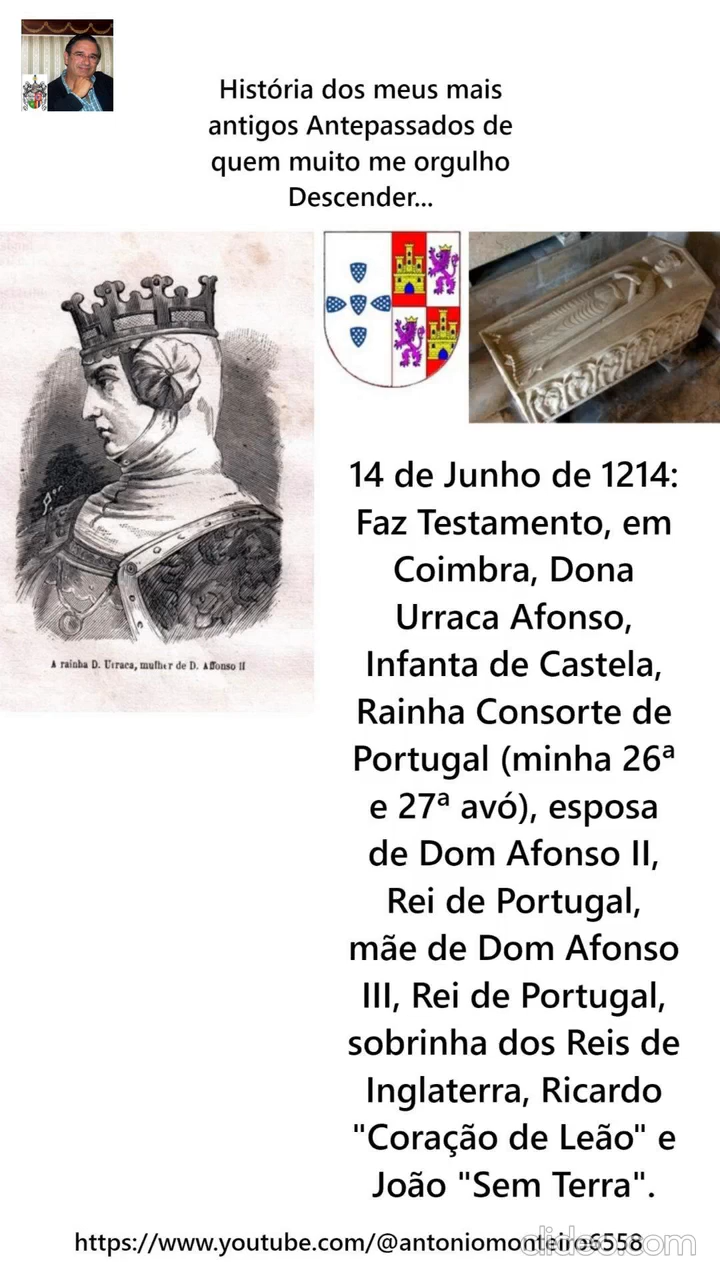 História dos meus mais
antigos Antepassados de
quem muito me orgulho
Descender...
A rainha D. Urraca, mulher de D. Affonso II
14 de Junho de 1214:
Faz Testamento, em
Coimbra, Dona
Urraca Afonso,
Infanta de Castela,
Rainha Consorte de
Portugal (minha 26ª
e 27ª avó), esposa
de Dom Afonso II,
Rei de Portugal,
mãe de Dom Afonso
III, Rei de Portugal,
sobrinha dos Reis de
Inglaterra, Ricardo
"Coração de Leão" e
João "Sem Terra".
https://www.youtube.com/@antoniomonteiro6558
clideo.com